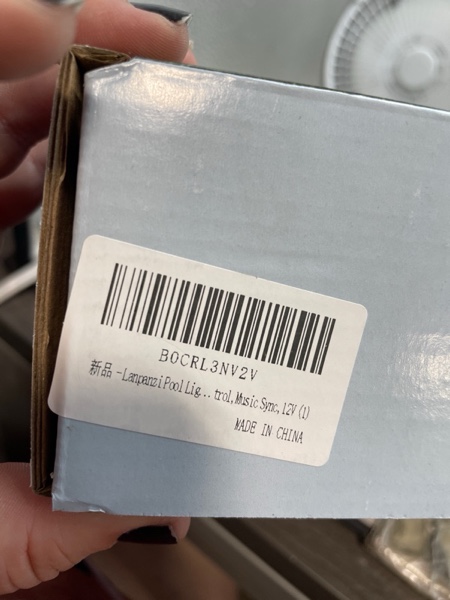 B0CRL3NV2V
新品 -Lanpanzi Pool Lig...trol, Music Sync, 12V (1)
MADE IN CHINA